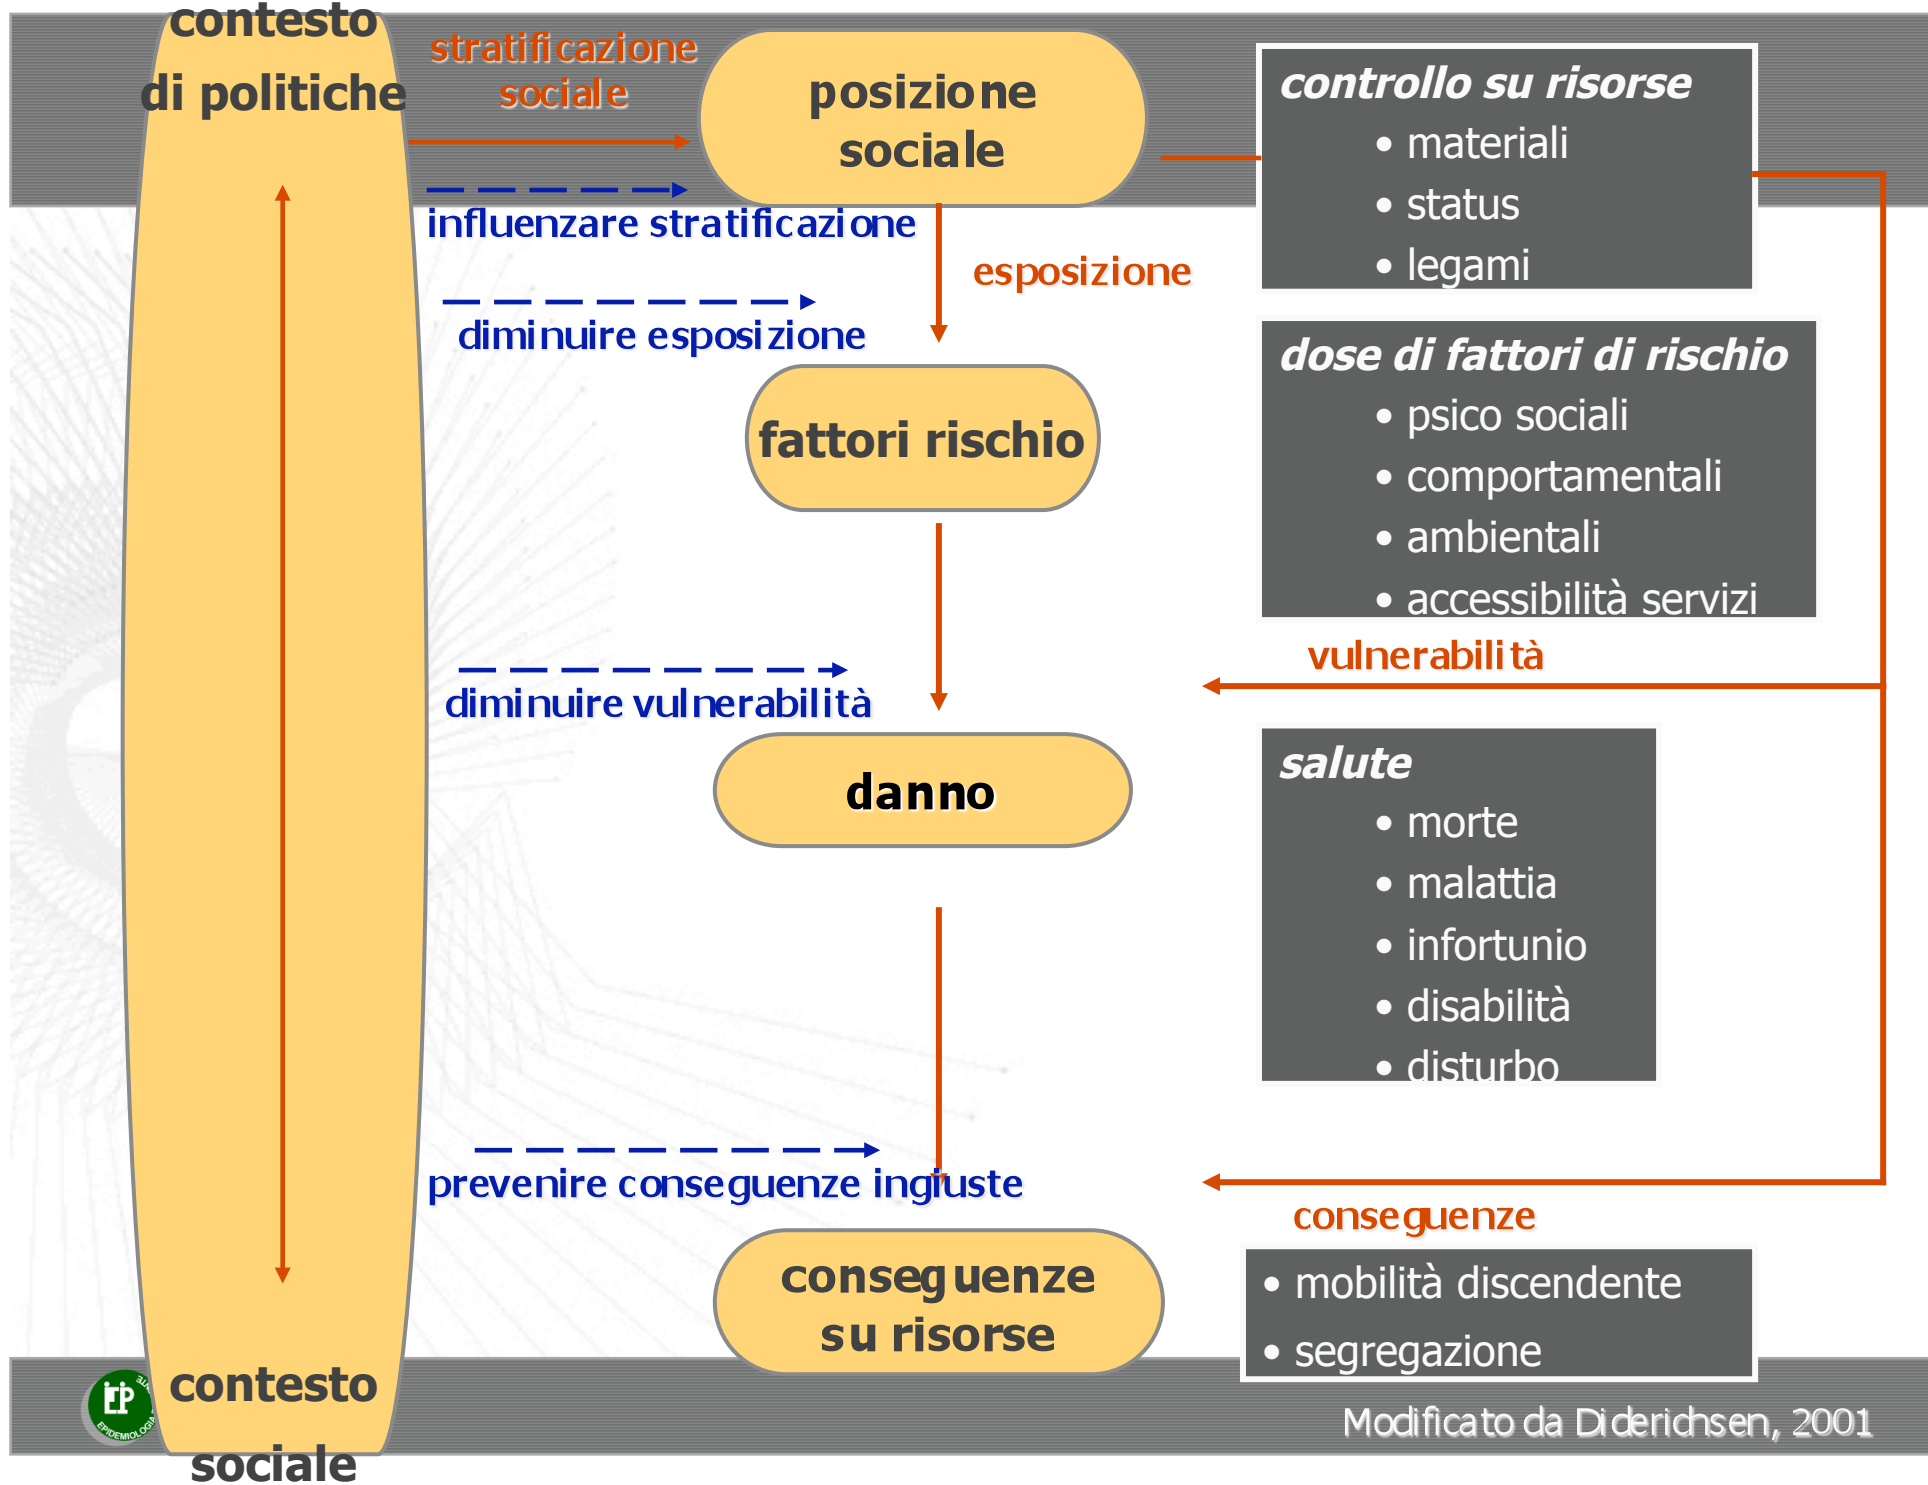 contesto
di politiche
stratificazione
sociale
posizione
sociale
controllo su risorse
• materiali
• status
• legami
influenzare stratificazione
esposizione
diminuire esposizione
dose di fattori di rischio
• psico sociali
• comportamentali
• ambientali
• accessibilità servizi
fattori rischio
vulnerabilità
diminuire vulnerabilità
danno
salute
• morte
• malattia
• infortunio
• disabilità
• disturbo
prevenire conseguenze ingiuste
conseguenze
conseguenze
su risorse
• mobilità discendente
• segregazione
contesto
sociale
EPIDEMIOLOGIA
Modificato da Diderichsen, 2001